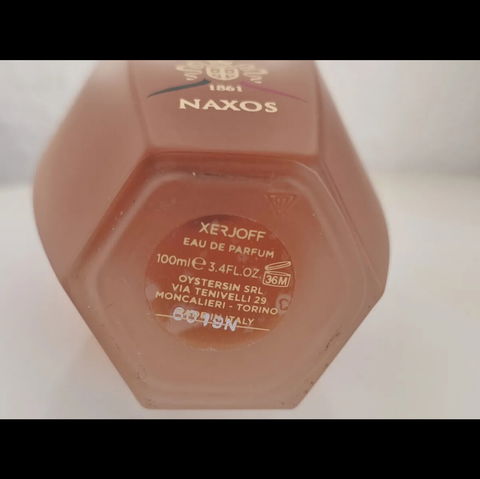 1861
NAXOS
XERJOFF
EAU DE PARFUM
100ml ℮ 3.4FL.OZ.
36M
OYSTERSIN SRL
VIA TENIVELLI 29
MONCALIERI - TORINO
MADE IN ITALY